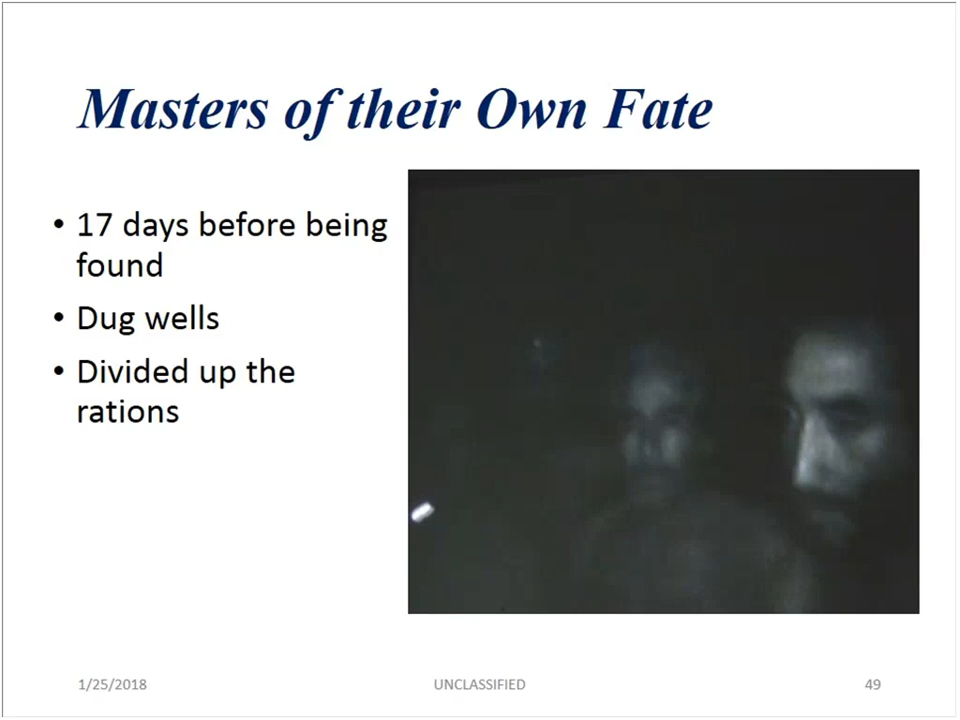 Masters of their Own Fate
• 17 days before being
found
• Dug wells
• Divided up the
rations
1/25/2018
UNCLASSIFIED
49